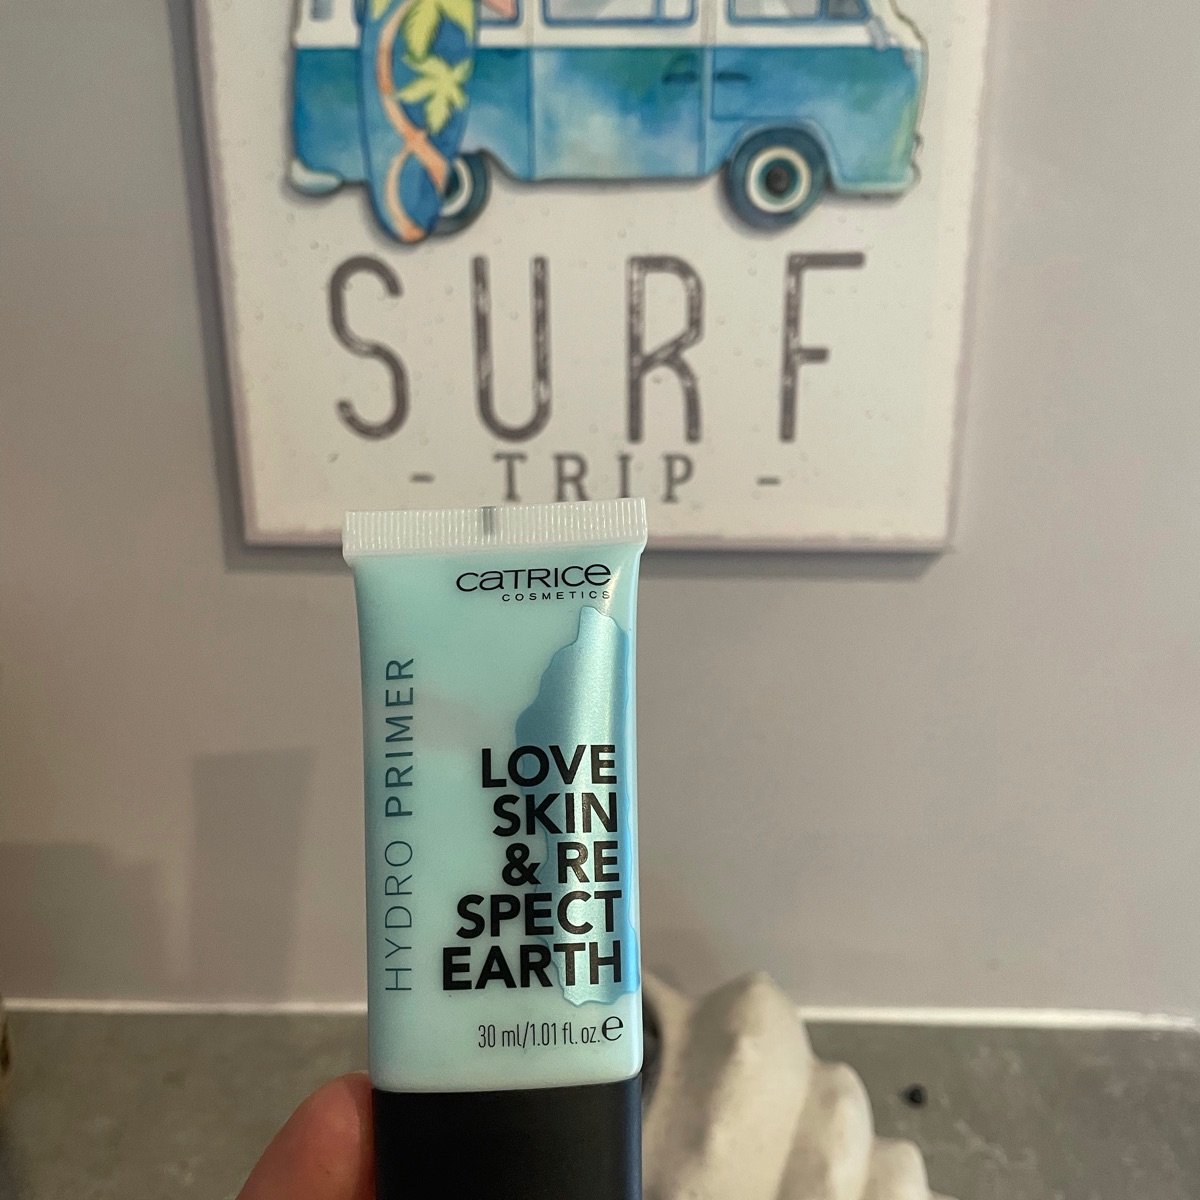 SURF
- TRIP -
CATRICE
COSMETICS
HYDRO PRIMER
LOVE
SKIN
& RE
SPECT
EARTH
30 ml/1.01 fl. oz. ℮